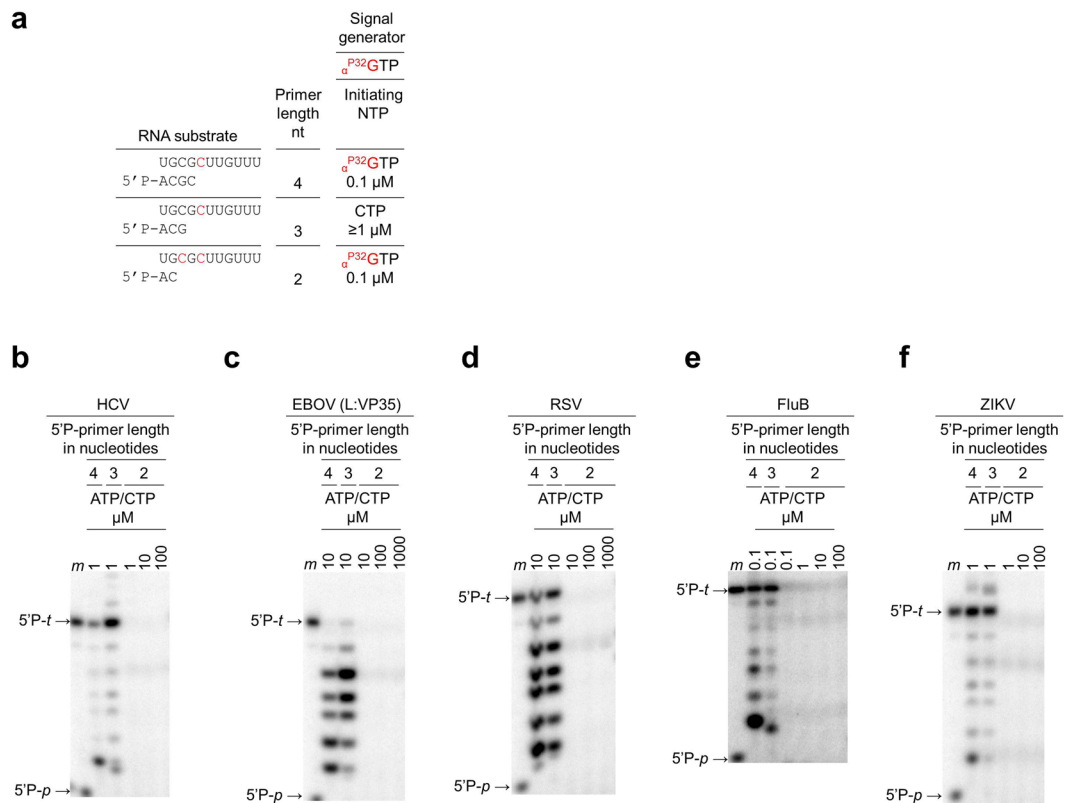 a
Signal
generator
αP32GTP
Primer
length
nt
Initiating
NTP
RNA substrate
UGCGCUUGUUU
5’P-ACGC
4
αP32GTP
0.1 µM
UGCGCUUGUUU
5’P-ACG
3
CTP
≥1 µM
UGCGCUUGUUU
5’P-AC
2
αP32GTP
0.1 µM
b
HCV
5’P-primer length
in nucleotides
4 3 2
ATP/CTP
µM
m 1 1 1 10 100
5’P-t →
5’P-p →
c
EBOV (L:VP35)
5’P-primer length
in nucleotides
4 3 2
ATP/CTP
µM
m 10 10 10 100 1000
5’P-t →
5’P-p →
d
RSV
5’P-primer length
in nucleotides
4 3 2
ATP/CTP
µM
m 10 10 10 100 1000
5’P-t →
5’P-p →
e
FluB
5’P-primer length
in nucleotides
4 3 2
ATP/CTP
µM
m 0.1 0.1 0.1 1 10 100
5’P-t →
5’P-p →
f
ZIKV
5’P-primer length
in nucleotides
4 3 2
ATP/CTP
µM
m 1 1 1 10 100
5’P-t →
5’P-p →